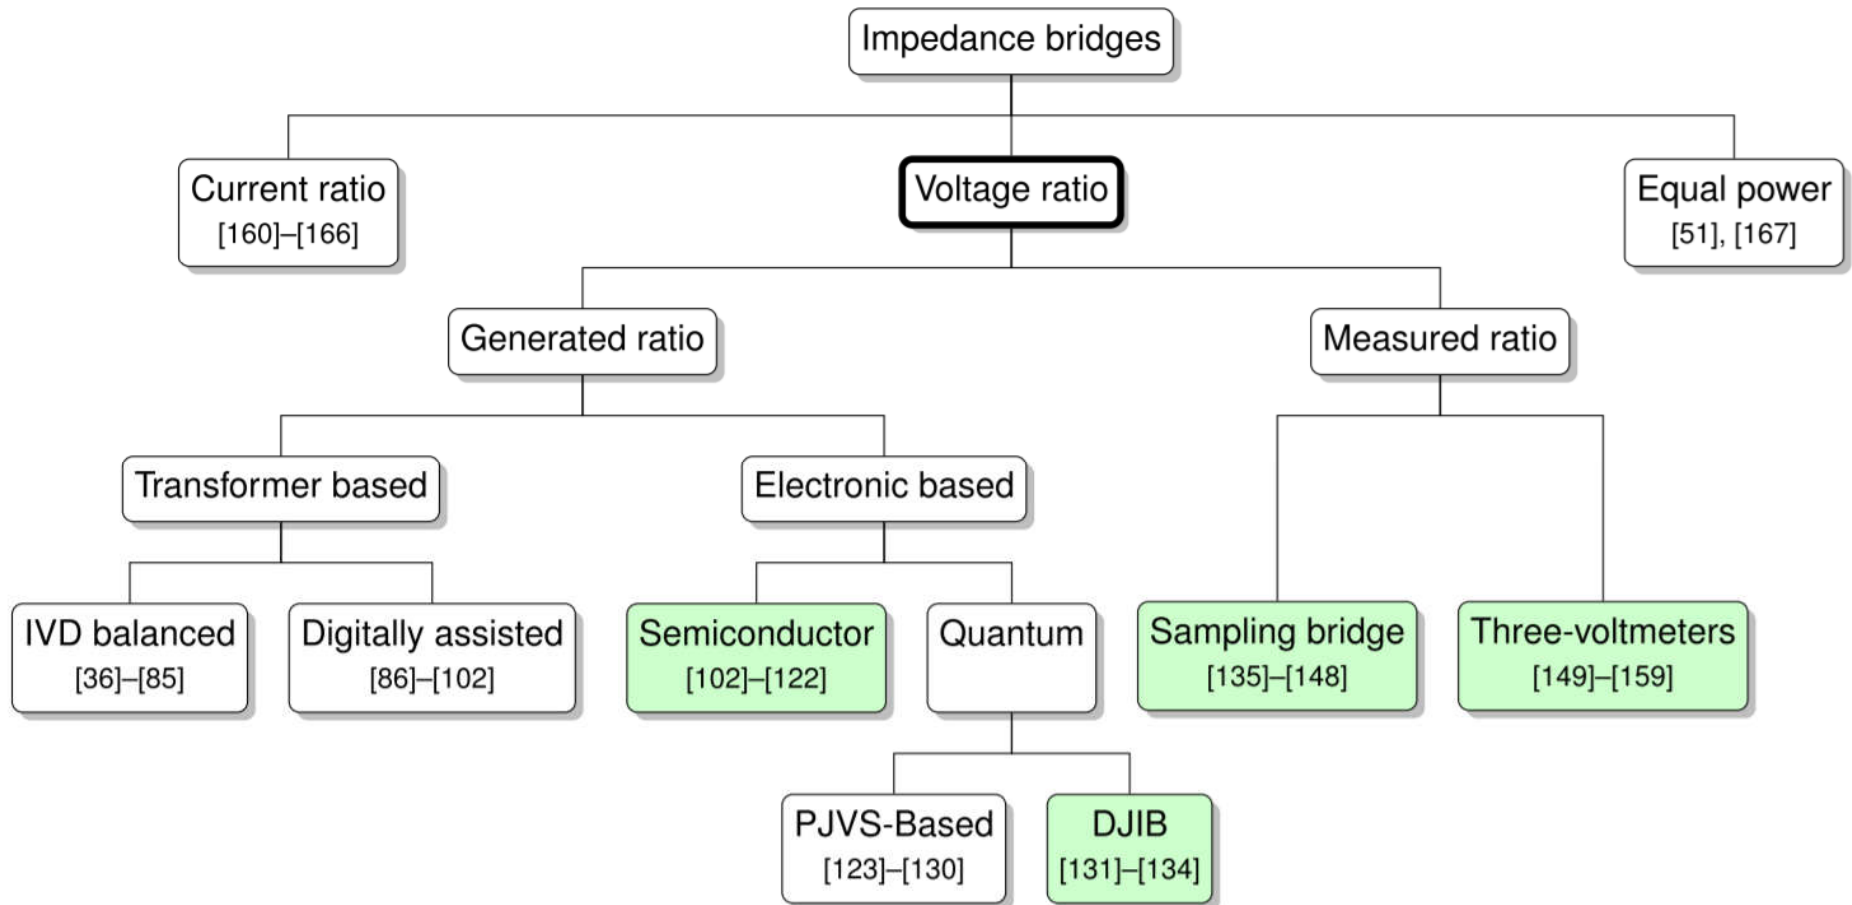 Impedance bridges
Current ratio
[160]–[166]
Voltage ratio
Equal power
[51], [167]
Generated ratio
Measured ratio
Transformer based
Electronic based
IVD balanced
[36]–[85]
Digitally assisted
[86]–[102]
Semiconductor
[102]–[122]
Quantum
Sampling bridge
[135]–[148]
Three-voltmeters
[149]–[159]
PJVS-Based
[123]–[130]
DJIB
[131]–[134]